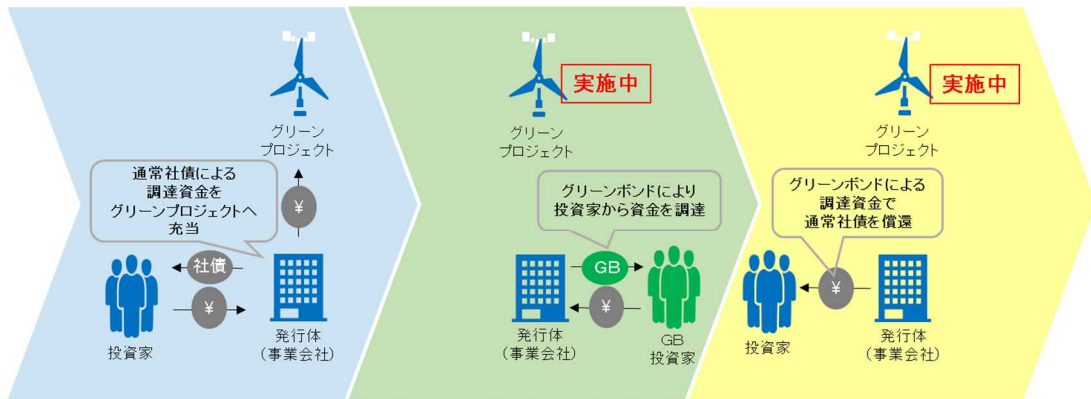 グリーン
プロジェクト
通常社債による
調達資金を
グリーンプロジェクトへ
充当
¥
社債
¥
投資家
発行体
(事業会社)
実施中
グリーン
プロジェクト
グリーンボンドにより
投資家から資金を調達
GB
¥
発行体
(事業会社)
GB
投資家
実施中
グリーン
プロジェクト
グリーンボンドによる
調達資金で
通常社債を償還
¥
投資家
発行体
(事業会社)